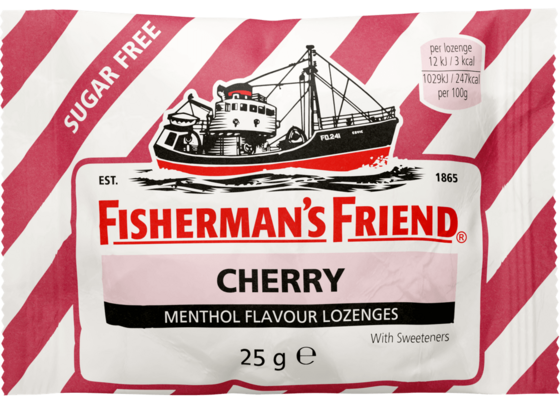 SUGAR FREE
per lozenge
12 kJ / 3 kcal
1029kJ / 247kcal
per 100g
FD.241
EST.
1865
FISHERMAN'S FRIEND®
CHERRY
MENTHOL FLAVOUR LOZENGES
With Sweeteners
25 g ℮